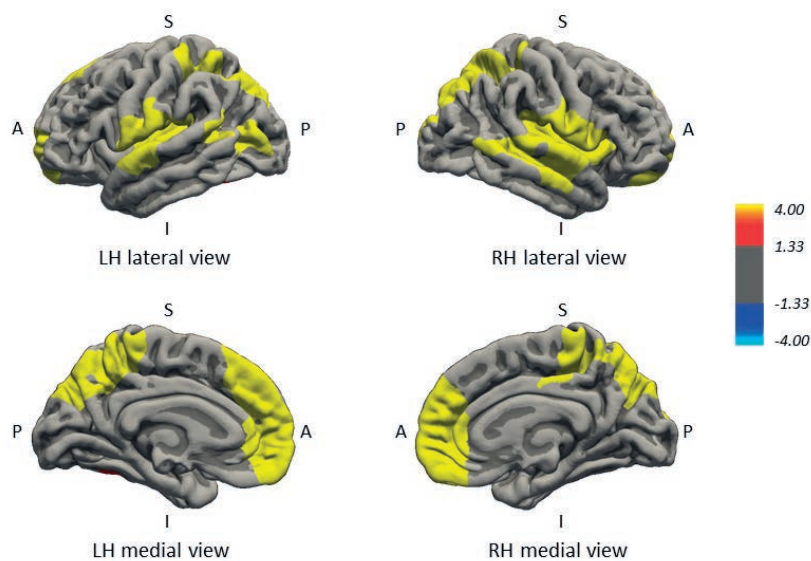 S
S
A
P
P
A
I
I
LH lateral view
RH lateral view
4.00
1.33
-1.33
-4.00
S
S
P
A
A
P
I
I
LH medial view
RH medial view